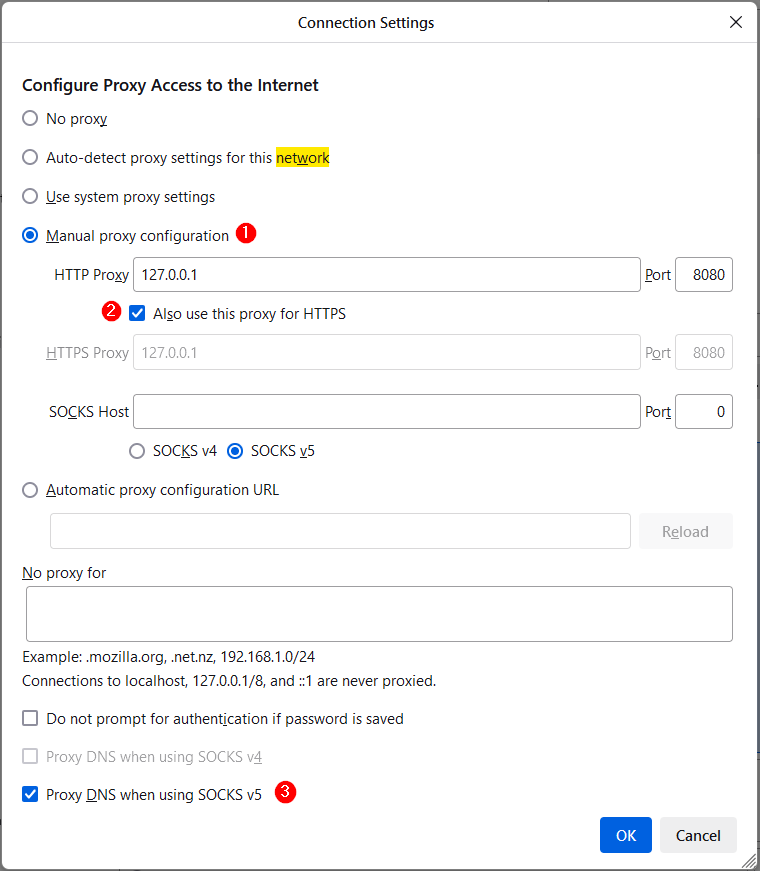 Connection Settings
Configure Proxy Access to the Internet
No proxy
Auto-detect proxy settings for this network
Use system proxy settings
Manual proxy configuration 1
HTTP Proxy 127.0.0.1 Port 8080
2 Also use this proxy for HTTPS
HTTPS Proxy 127.0.0.1 Port 8080
SOCKS Host Port 0
SOCKS v4 SOCKS v5
Automatic proxy configuration URL
Reload
No proxy for
Example: .mozilla.org, .net.nz, 192.168.1.0/24
Connections to localhost, 127.0.0.1/8, and ::1 are never proxied.
Do not prompt for authentication if password is saved
Proxy DNS when using SOCKS v4
Proxy DNS when using SOCKS v5 3
OK Cancel